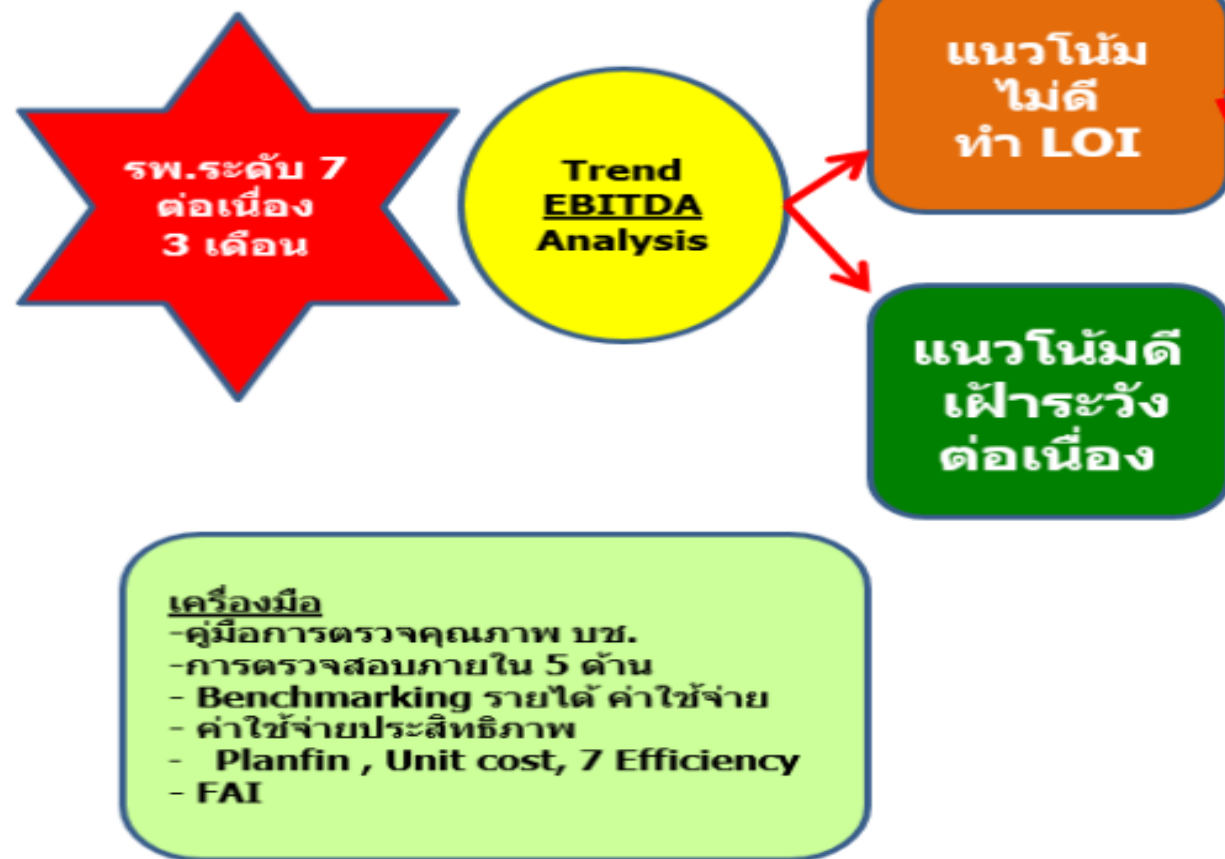 รพ.ระดับ 7
ต่อเนื่อง
3 เดือน
Trend
EBITDA
Analysis
แนวโน้ม
ไม่ดี
ทำ LOI
แนวโน้มดี
เฝ้าระวัง
ต่อเนื่อง
เครื่องมือ
-คู่มือการตรวจคุณภาพ บช.
-การตรวจสอบภายใน 5 ด้าน
- Benchmarking รายได้ ค่าใช้จ่าย
- ค่าใช้จ่ายประสิทธิภาพ
- Planfin , Unit cost, 7 Efficiency
- FAI